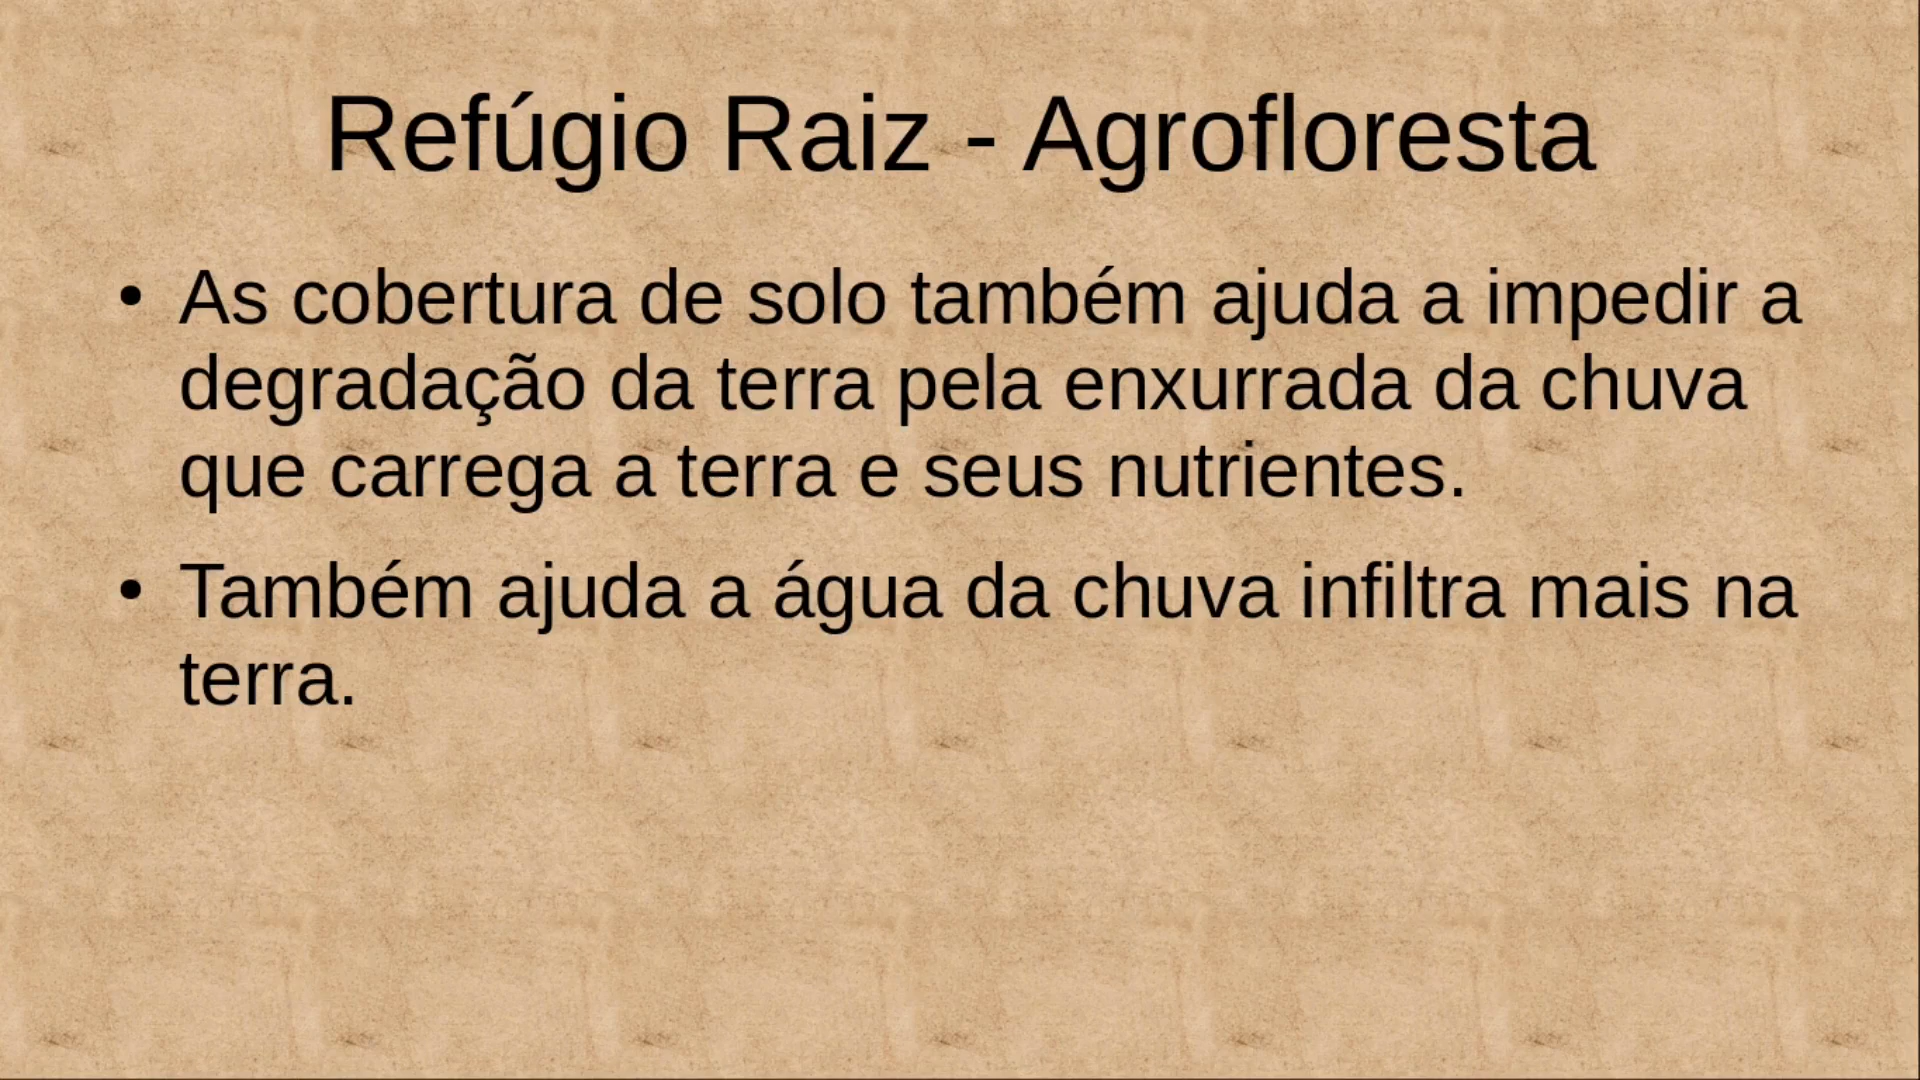 Refúgio Raiz - Agrofloresta
• As cobertura de solo também ajuda a impedir a
degradação da terra pela enxurrada da chuva
que carrega a terra e seus nutrientes.
• Também ajuda a água da chuva infiltra mais na
terra.